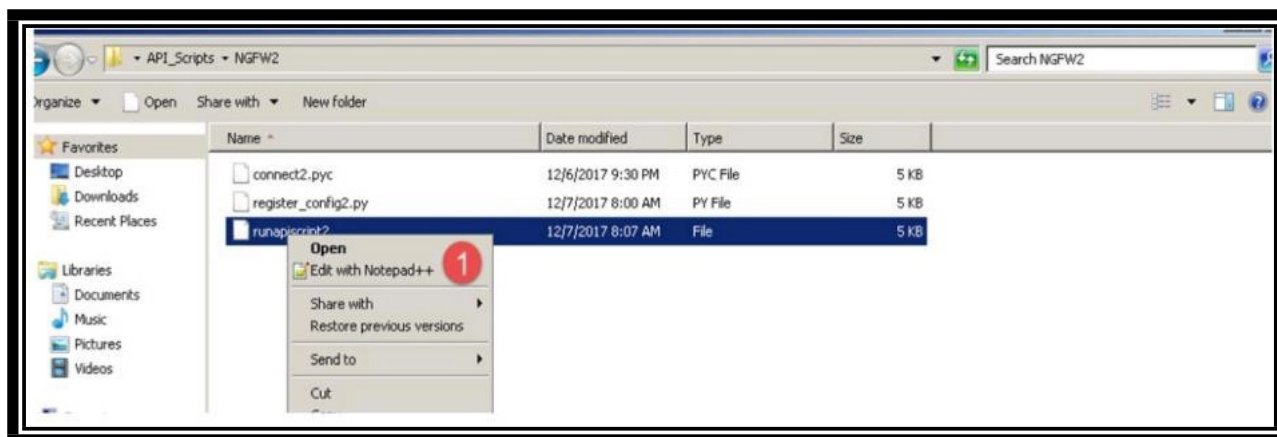 API_Scripts NGFW2 Search NGFW2
Organize Open Share with New folder
Favorites
Desktop
Downloads
Recent Places
Libraries
Documents
Music
Pictures
Videos
Name Date modified Type Size
connect2.pyc 12/6/2017 9:30 PM PYC File 5 KB
register_config2.py 12/7/2017 8:00 AM PY File 5 KB
runapiscript2 12/7/2017 8:07 AM File 5 KB
Open
Edit with Notepad++ 1
Share with
Restore previous versions
Send to
Cut